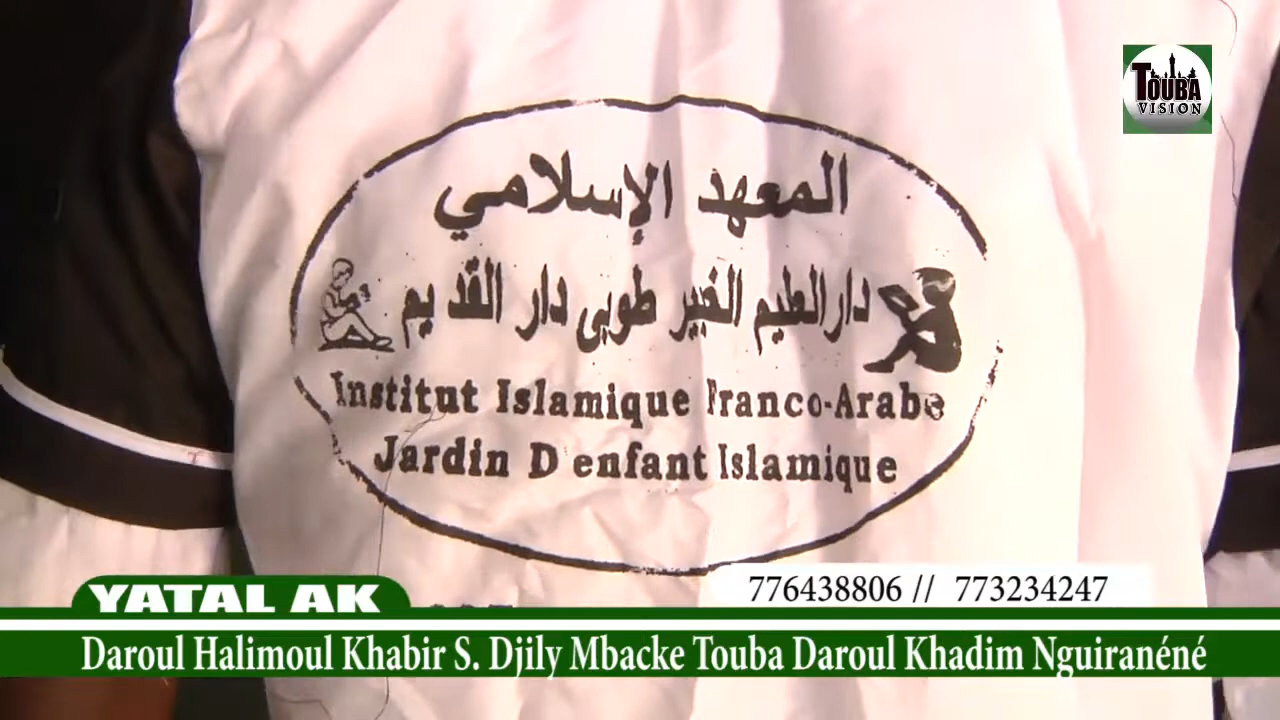 TOUBA
VISION
المعهد الإسلامي
دار العليم الخبير طوبى دار القديم
Institut Islamique Franco-Arabe
Jardin D enfant Islamique
776438806 // 773234247
YATAL AK
Daroul Halimoul Khabir S. Djily Mbacke Touba Daroul Khadim Nguiranéné